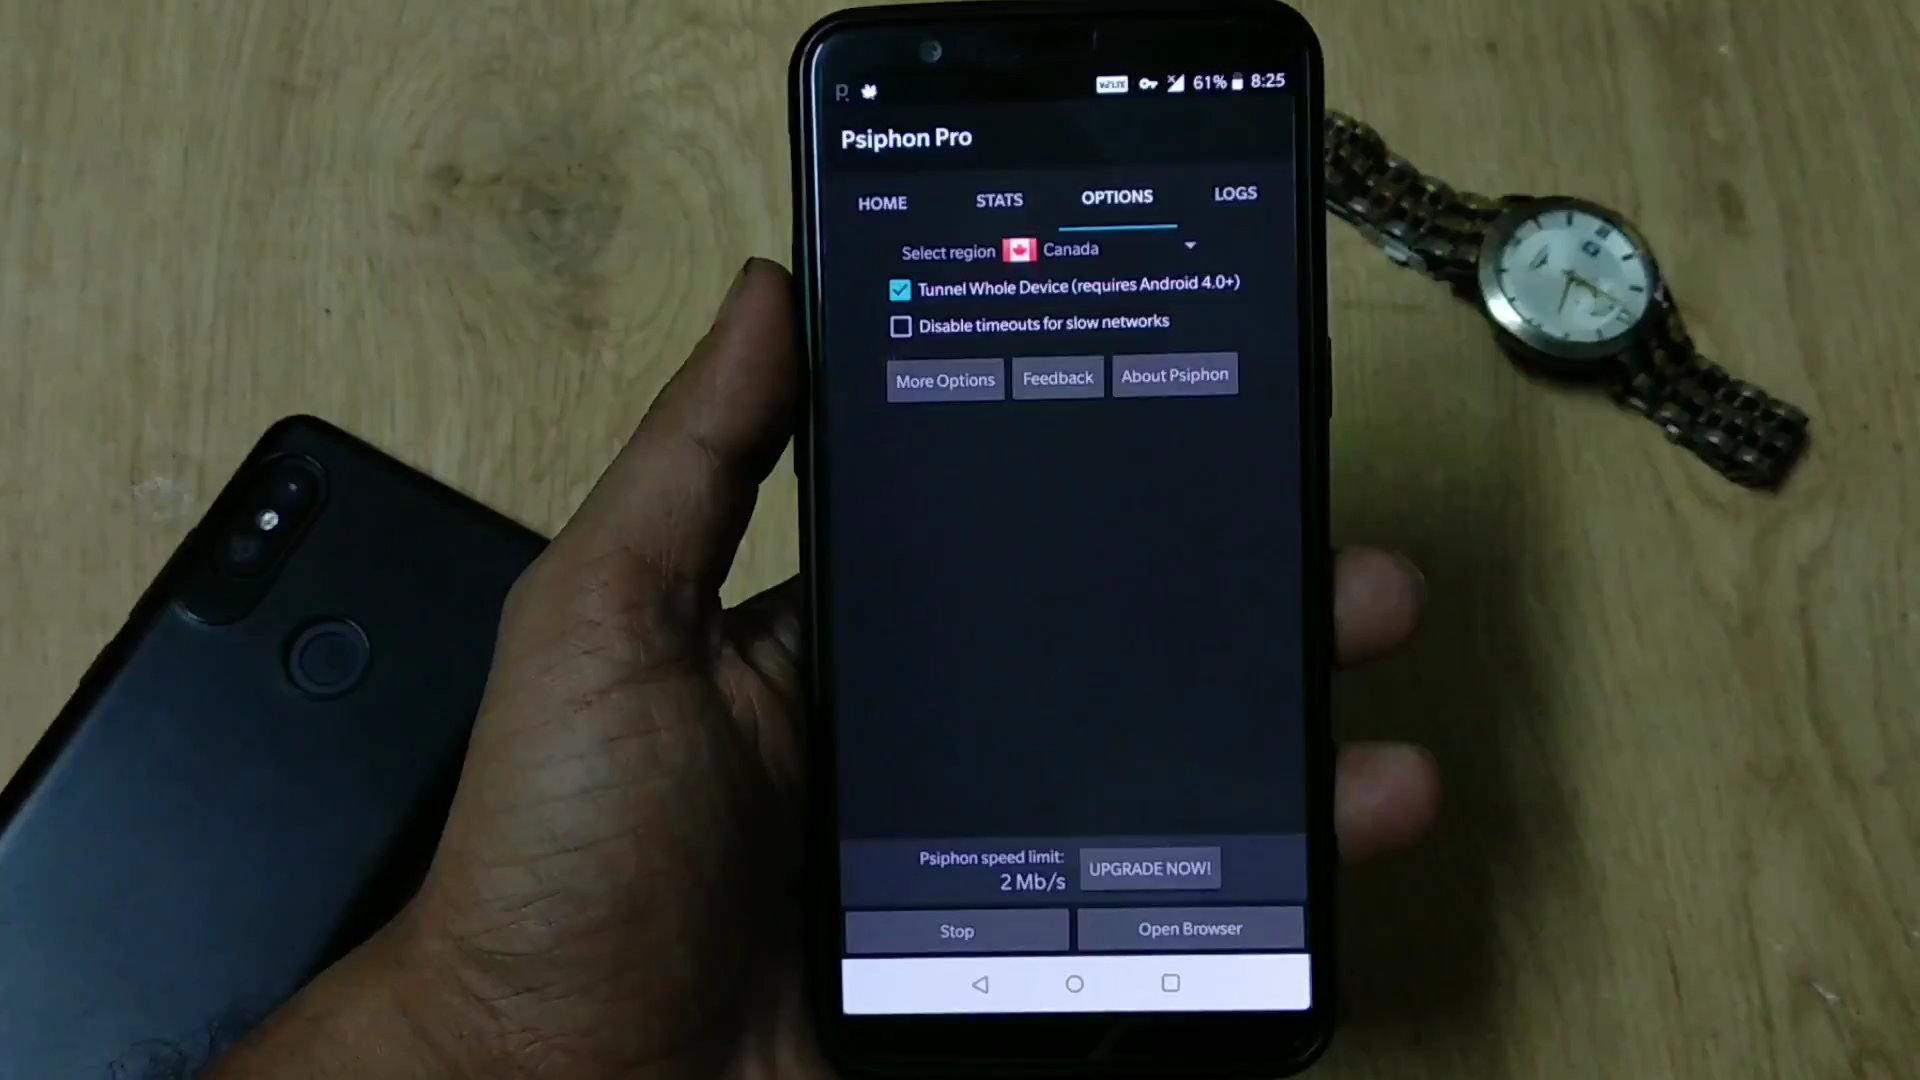 VoLTE 61% 8:25
Psiphon Pro
HOME STATS OPTIONS LOGS
Select region Canada
Tunnel Whole Device (requires Android 4.0+)
Disable timeouts for slow networks
More Options Feedback About Psiphon
Psiphon speed limit:
2 Mb/s
UPGRADE NOW!
Stop Open Browser